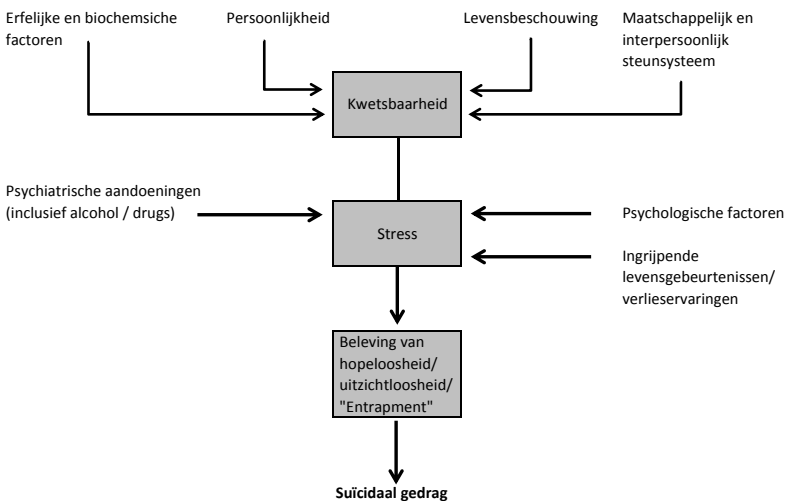 Erfelijke en biochemsiche
factoren
Persoonlijkheid
Levensbeschouwing
Maatschappelijk en
interpersoonlijk
steunsysteem
Kwetsbaarheid
Psychiatrische aandoeningen
(inclusief alcohol / drugs)
Stress
Psychologische factoren
Ingrijpende
levensgebeurtenissen/
verlieservaringen
Beleving van
hopeloosheid/
uitzichtloosheid/
"Entrapment"
Suïcidaal gedrag